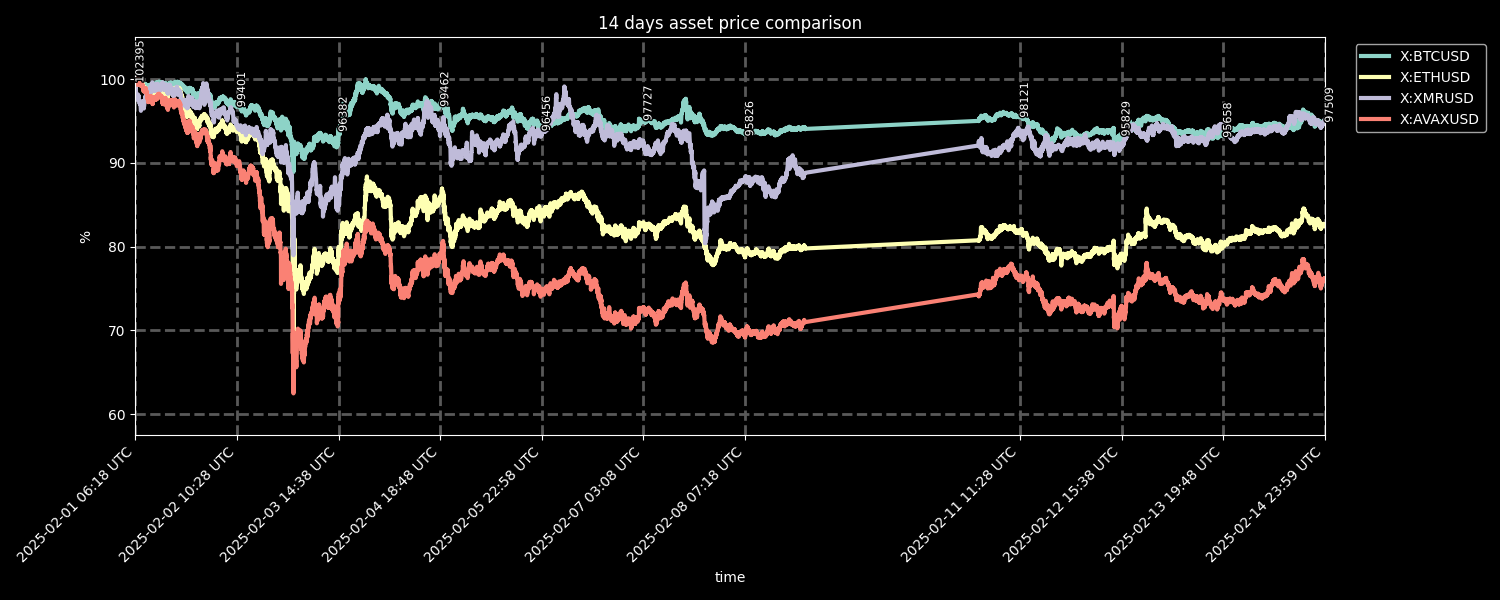 14 days asset price comparison
X:BTCUSD
X:ETHUSD
X:XMRUSD
X:AVAXUSD
%
100
90
80
70
60
102395
99401
96382
99462
96456
97727
95826
98121
95829
95658
97509
2025-02-01 06:18 UTC
2025-02-02 10:28 UTC
2025-02-03 14:38 UTC
2025-02-04 18:48 UTC
2025-02-05 22:58 UTC
2025-02-07 03:08 UTC
2025-02-08 07:18 UTC
2025-02-11 11:28 UTC
2025-02-12 15:38 UTC
2025-02-13 19:48 UTC
2025-02-14 23:59 UTC
time